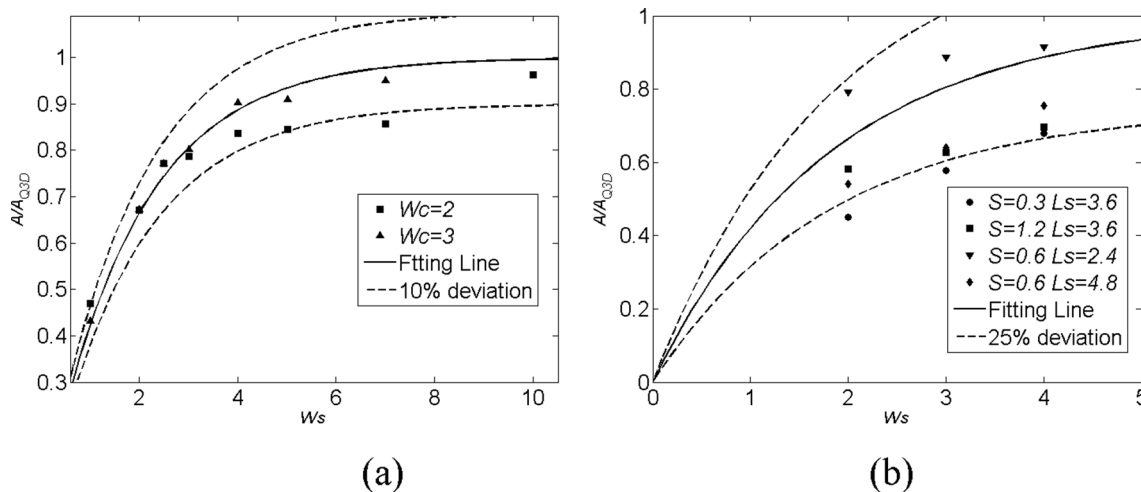 1
0.9
0.8
0.7
0.6
0.5
0.4
0.3
2
4
6
8
10
A/A_Q3D
Ws
Wc=2
Wc=3
Ftting Line
10% deviation
(a)
1
0.8
0.6
0.4
0.2
0
0
1
2
3
4
5
A/A_Q3D
Ws
S=0.3 Ls=3.6
S=1.2 Ls=3.6
S=0.6 Ls=2.4
S=0.6 Ls=4.8
Fitting Line
25% deviation
(b)